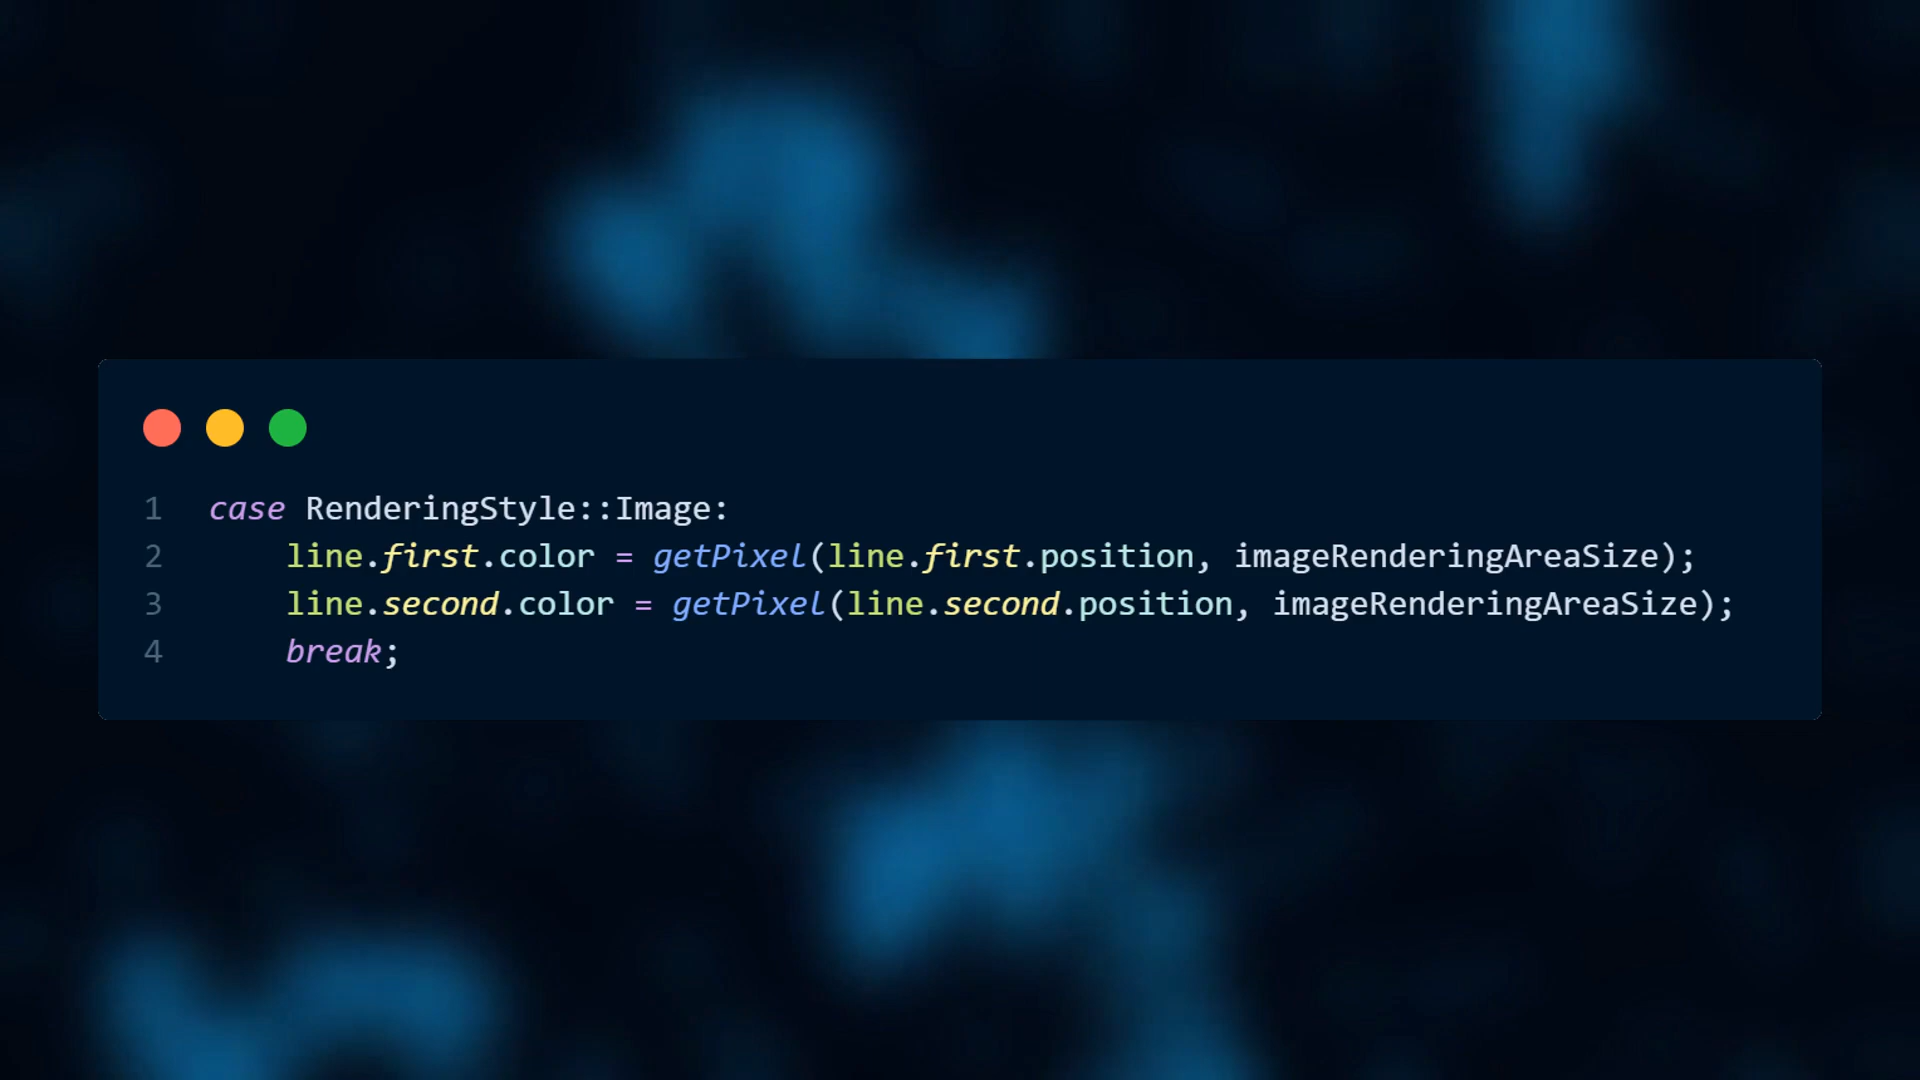 1 case RenderingStyle::Image:
2 line.first.color = getPixel(line.first.position, imageRenderingAreaSize);
3 line.second.color = getPixel(line.second.position, imageRenderingAreaSize);
4 break;